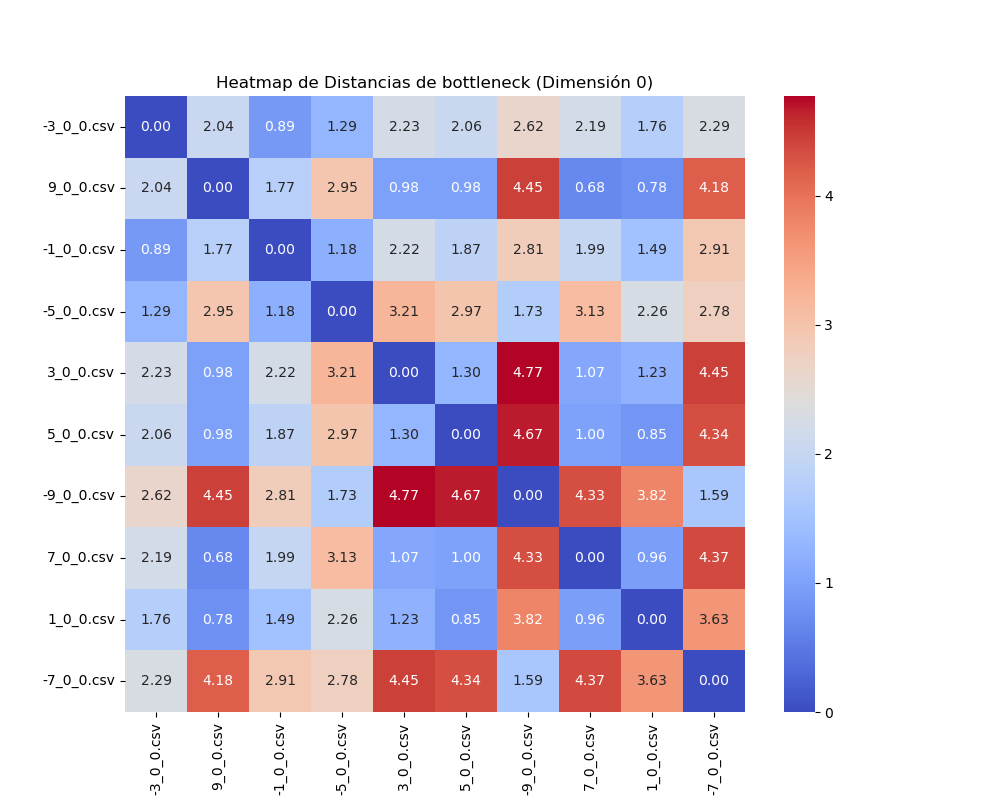 Heatmap de Distancias de bottleneck (Dimensión 0)
-3_0_0.csv 0.00 2.04 0.89 1.29 2.23 2.06 2.62 2.19 1.76 2.29
9_0_0.csv 2.04 0.00 1.77 2.95 0.98 0.98 4.45 0.68 0.78 4.18
-1_0_0.csv 0.89 1.77 0.00 1.18 2.22 1.87 2.81 1.99 1.49 2.91
-5_0_0.csv 1.29 2.95 1.18 0.00 3.21 2.97 1.73 3.13 2.26 2.78
3_0_0.csv 2.23 0.98 2.22 3.21 0.00 1.30 4.77 1.07 1.23 4.45
5_0_0.csv 2.06 0.98 1.87 2.97 1.30 0.00 4.67 1.00 0.85 4.34
-9_0_0.csv 2.62 4.45 2.81 1.73 4.77 4.67 0.00 4.33 3.82 1.59
7_0_0.csv 2.19 0.68 1.99 3.13 1.07 1.00 4.33 0.00 0.96 4.37
1_0_0.csv 1.76 0.78 1.49 2.26 1.23 0.85 3.82 0.96 0.00 3.63
-7_0_0.csv 2.29 4.18 2.91 2.78 4.45 4.34 1.59 4.37 3.63 0.00
-3_0_0.csv
9_0_0.csv
-1_0_0.csv
-5_0_0.csv
3_0_0.csv
5_0_0.csv
-9_0_0.csv
7_0_0.csv
1_0_0.csv
-7_0_0.csv
4
3
2
1
0